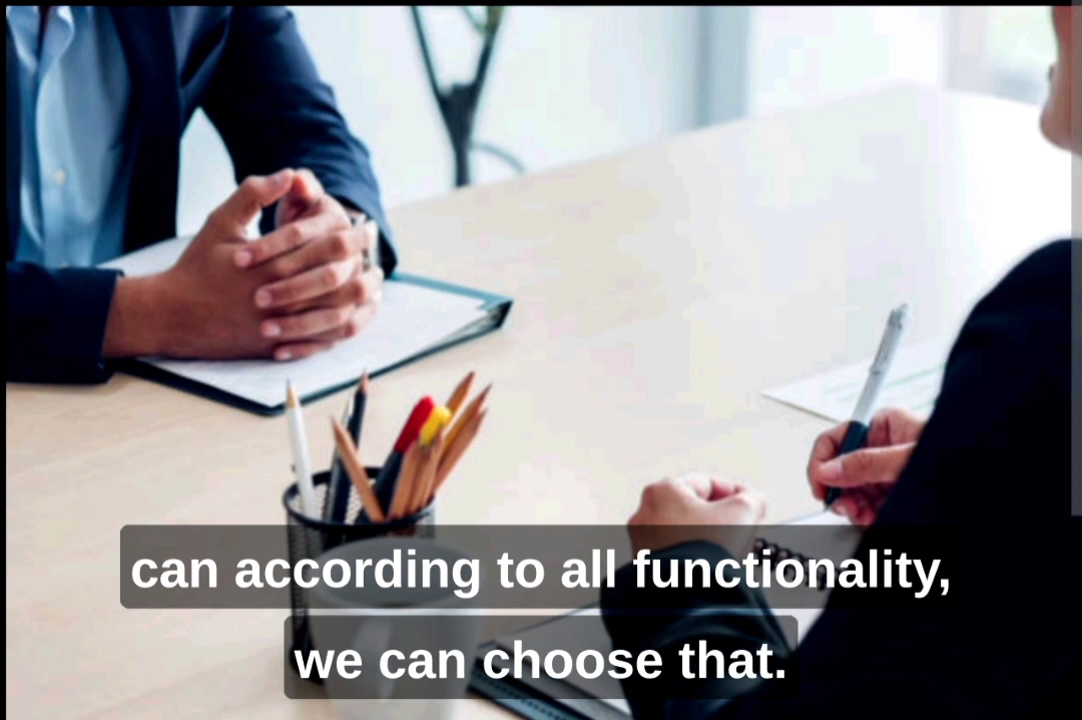 can according to all functionality,
we can choose that.